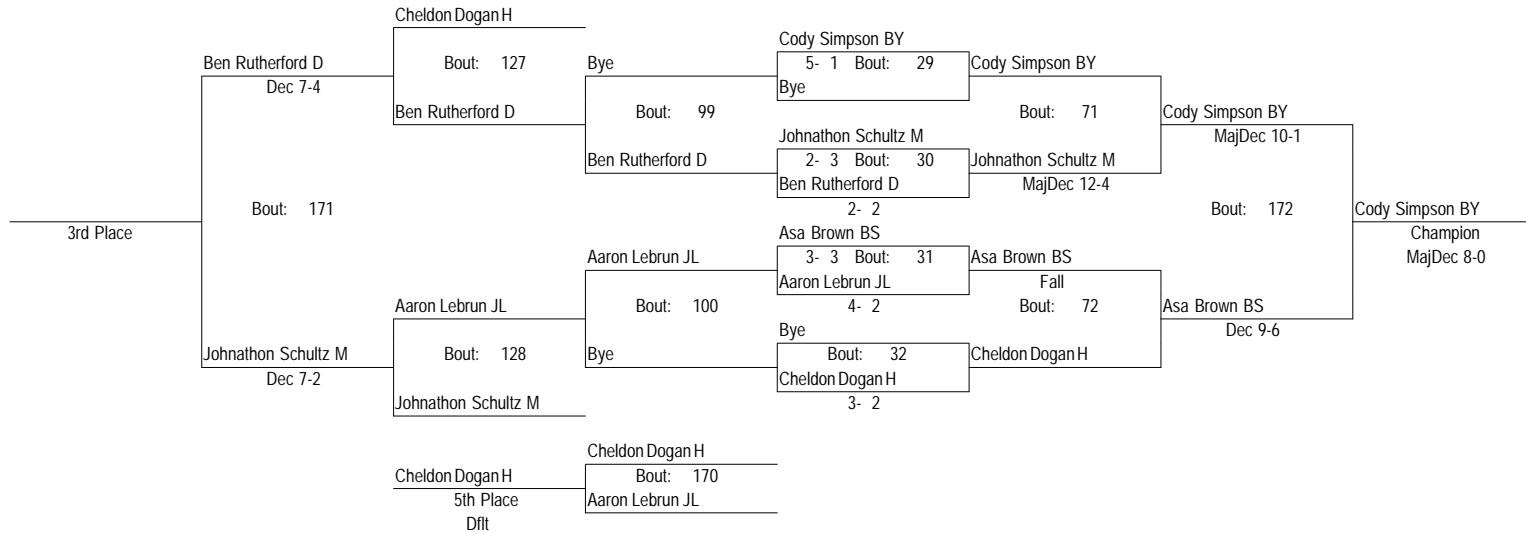 Cheldon Dogan H
Cody Simpson BY
Ben Rutherford D Bout: 127 Bye 5- 1 Bout: 29 Cody Simpson BY
Dec 7-4 Bye
Ben Rutherford D Bout: 99 Bout: 71 Cody Simpson BY
Johnathon Schultz M MajDec 10-1
Ben Rutherford D 2- 3 Bout: 30 Johnathon Schultz M
Ben Rutherford D MajDec 12-4
Bout: 171 2- 2 Bout: 172 Cody Simpson BY
3rd Place Asa Brown BS Champion
Aaron Lebrun JL 3- 3 Bout: 31 Asa Brown BS MajDec 8-0
Aaron Lebrun JL Fall
Aaron Lebrun JL Bout: 100 4- 2 Bout: 72 Asa Brown BS
Bye Dec 9-6
Johnathon Schultz M Bout: 128 Bye Bout: 32 Cheldon Dogan H
Dec 7-2 Cheldon Dogan H
Johnathon Schultz M 3- 2
Cheldon Dogan H
Cheldon Dogan H Bout: 170
5th Place Aaron Lebrun JL
Dflt